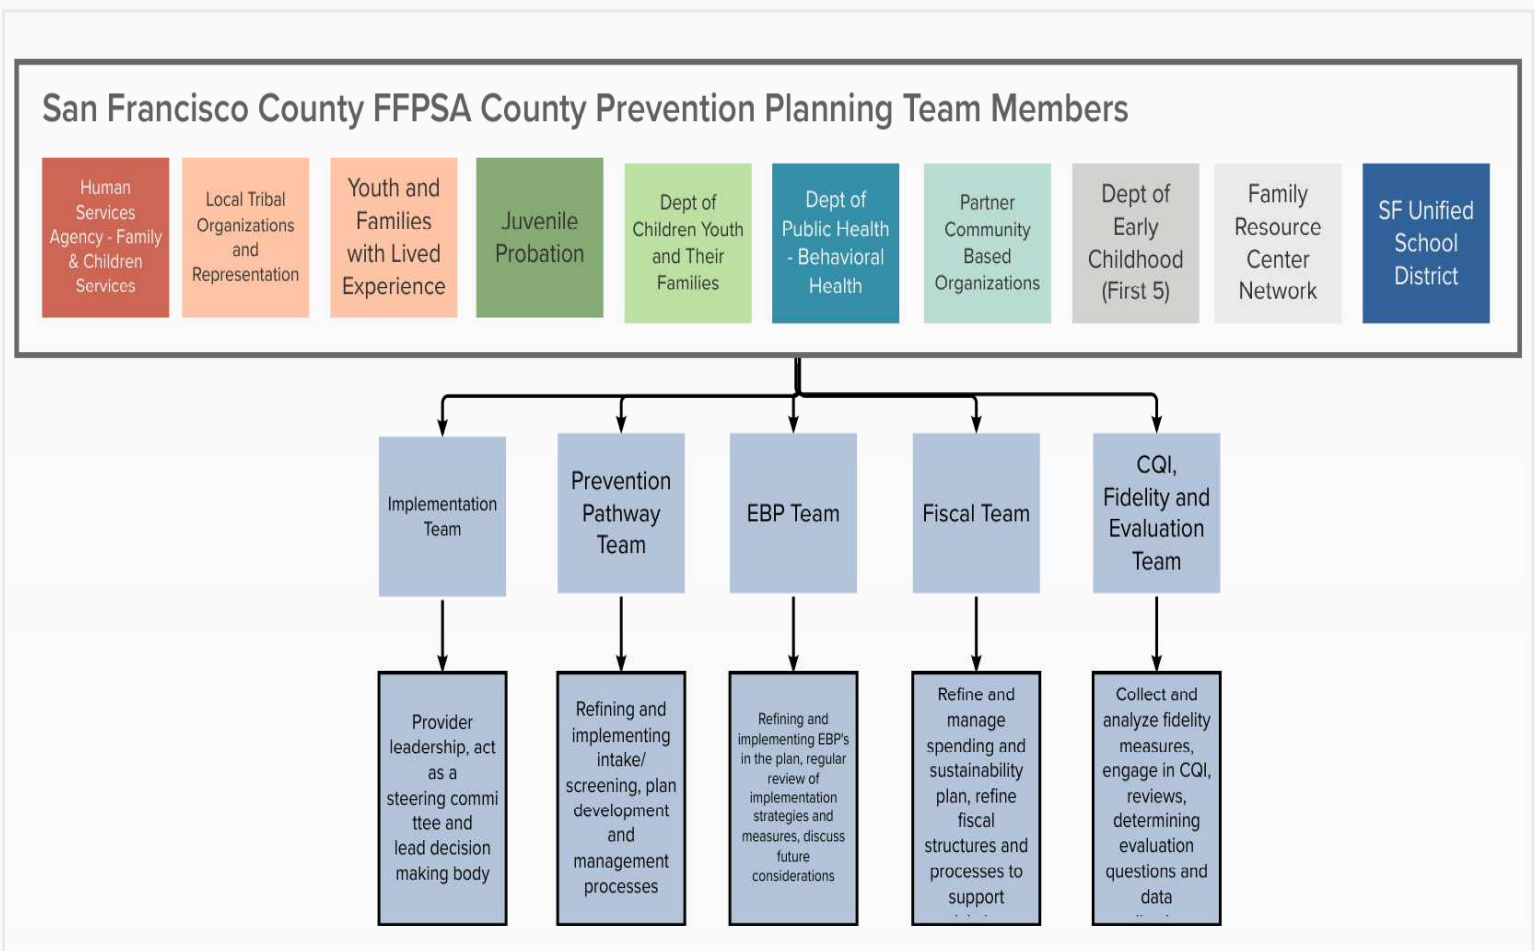 San Francisco County FFPSA County Prevention Planning Team Members
Human
Services
Agency - Family
& Children
Services
Local Tribal
Organizations
and
Representation
Youth and
Families
with Lived
Experience
Juvenile
Probation
Dept of
Children Youth
and Their
Families
Dept of
Public Health
- Behavioral
Health
Partner
Community
Based
Organizations
Dept of
Early
Childhood
(First 5)
Family
Resource
Center
Network
SF Unified
School
District
Implementation
Team
Prevention
Pathway
Team
EBP Team
Fiscal Team
CQI,
Fidelity and
Evaluation
Team
Provider
leadership, act
as a
steering commi
ttee and
lead decision
making body
Refining and
implementing
intake/
screening, plan
development
and
management
processes
Refining and
implementing EBP's
in the plan, regular
review of
implementation
strategies and
measures, discuss
future
considerations
Refine and
manage
spending and
sustainability
plan, refine
fiscal
structures and
processes to
support
Collect and
analyze fidelity
measures,
engage in CQI,
reviews,
determining
evaluation
questions and
data